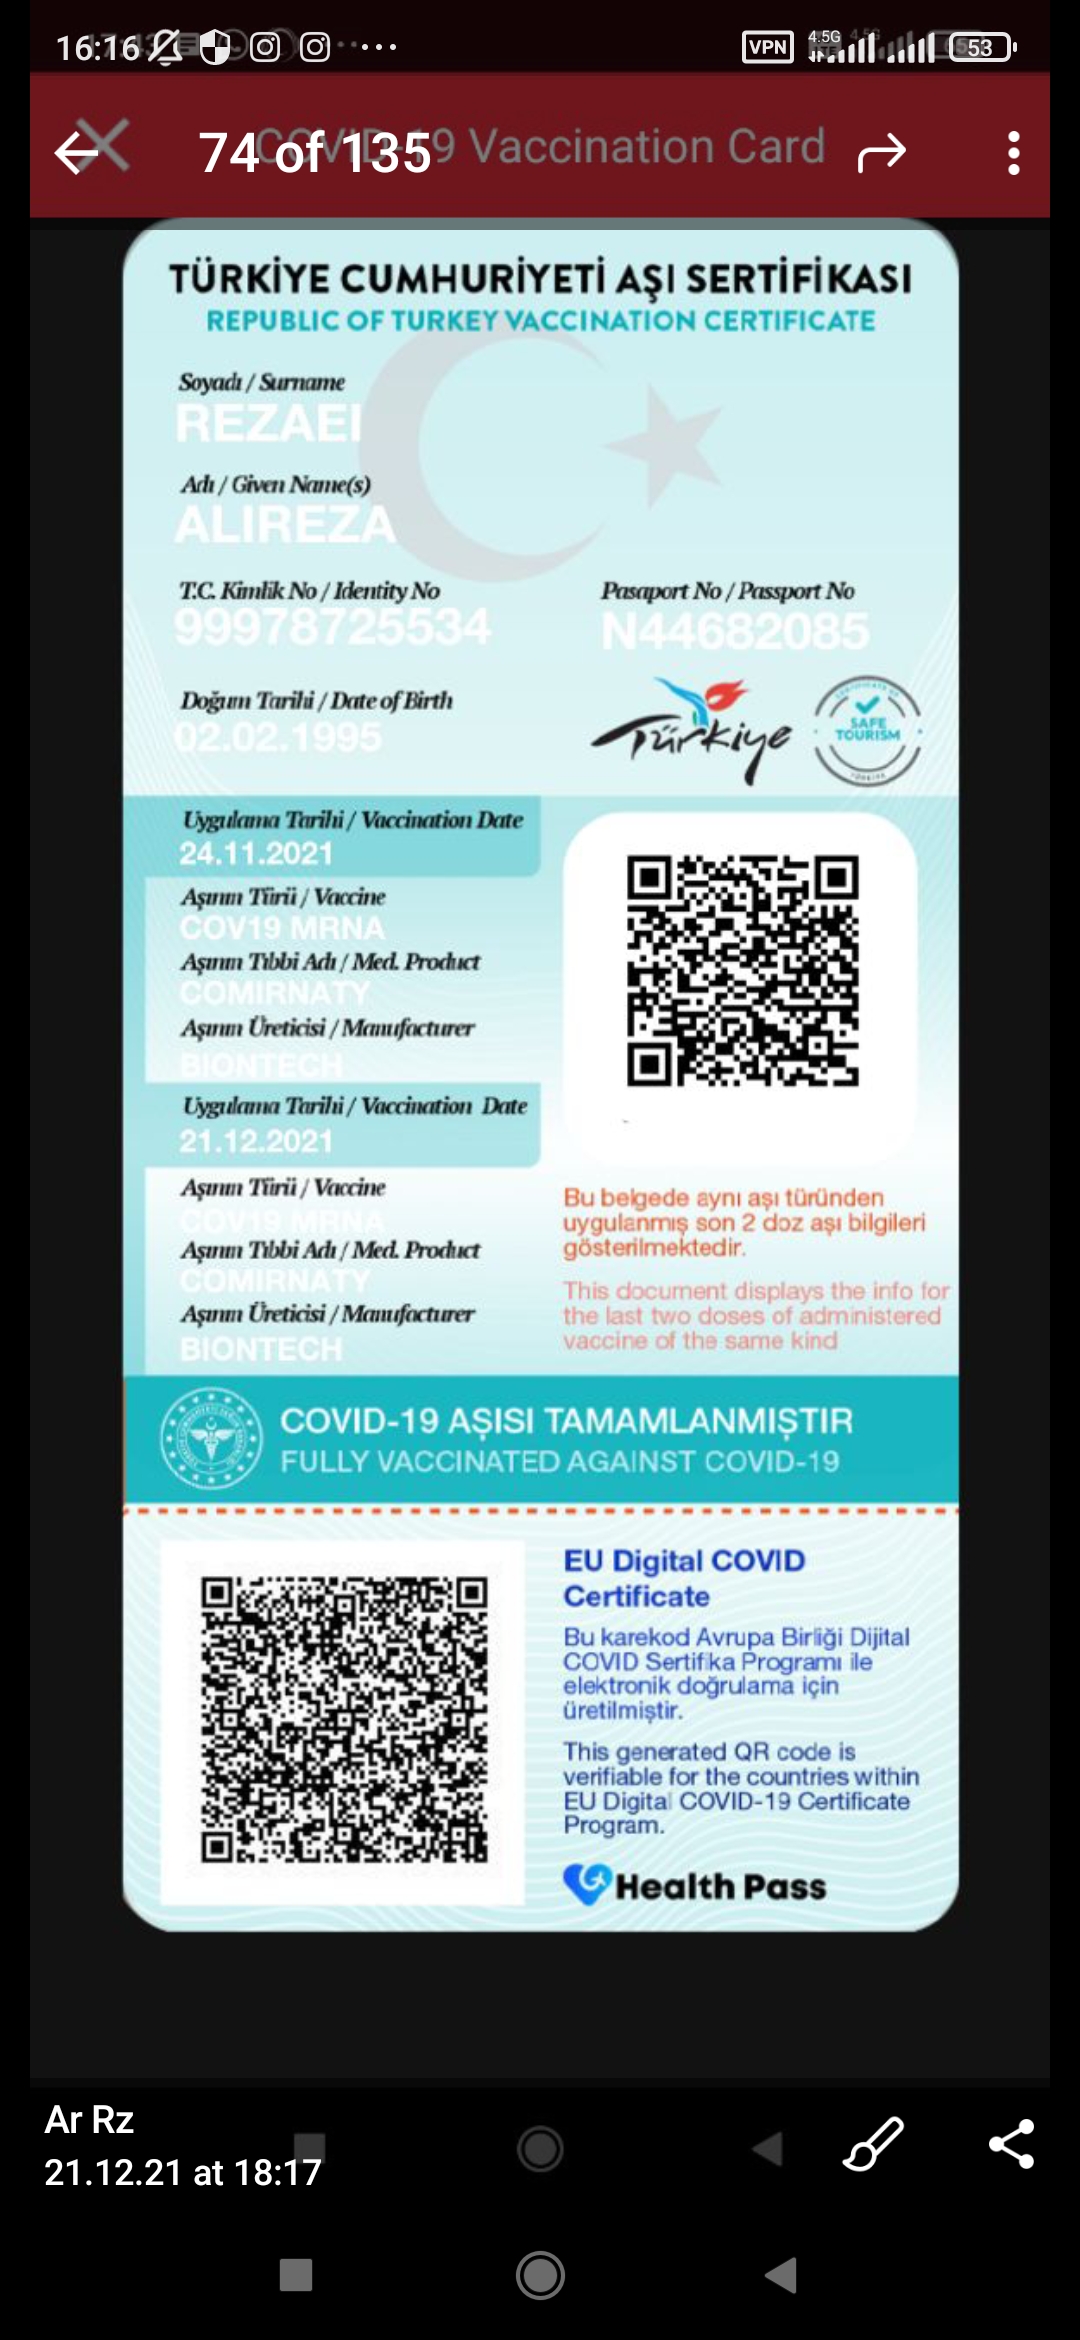 16:16
VPN 4.5G 53
74 of 135
COVID-19 Vaccination Card
TÜRKİYE CUMHURİYETİ AŞI SERTİFİKASI
REPUBLIC OF TURKEY VACCINATION CERTIFICATE
Soyadı / Surname
REZAEI
Adı / Given Name(s)
ALIREZA
T.C. Kimlik No / Identity No
99978725534
Pasaport No / Passport No
N44682085
Doğum Tarihi / Date of Birth
02.02.1995
Türkiye
SAFE
TOURISM
Uygulama Tarihi / Vaccination Date
24.11.2021
Aşının Türü / Vaccine
COV19 MRNA
Aşının Tıbbi Adı / Med. Product
COMIRNATY
Aşının Üreticisi / Manufacturer
BIONTECH
Uygulama Tarihi / Vaccination Date
21.12.2021
Aşının Türü / Vaccine
COV19 MRNA
Aşının Tıbbi Adı / Med. Product
COMIRNATY
Aşının Üreticisi / Manufacturer
BIONTECH
Bu belgede aynı aşı türünden
uygulanmış son 2 doz aşı bilgileri
gösterilmektedir.
This document displays the info for
the last two doses of administered
vaccine of the same kind
COVID-19 AŞISI TAMAMLANMIŞTIR
FULLY VACCINATED AGAINST COVID-19
EU Digital COVID
Certificate
Bu karekod Avrupa Birliği Dijital
COVID Sertifika Programı ile
elektronik doğrulama için
üretilmiştir.
This generated QR code is
verifiable for the countries within
EU Digital COVID-19 Certificate
Program.
Health Pass
Ar Rz
21.12.21 at 18:17